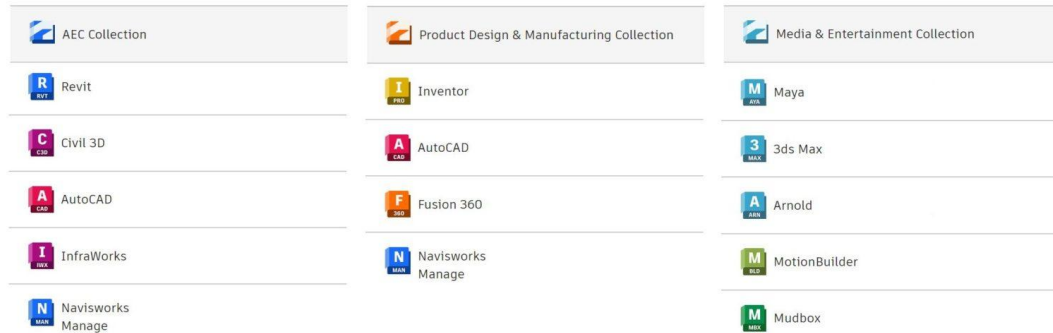 AEC Collection
R
RVT
Revit
C
C3D
Civil 3D
A
CAD
AutoCAD
I
IWX
InfraWorks
N
MAN
Navisworks
Manage
Product Design & Manufacturing Collection
I
PRO
Inventor
A
CAD
AutoCAD
F
360
Fusion 360
N
MAN
Navisworks
Manage
Media & Entertainment Collection
M
AYA
Maya
3
MAX
3ds Max
A
ARN
Arnold
M
BLD
MotionBuilder
M
MBX
Mudbox